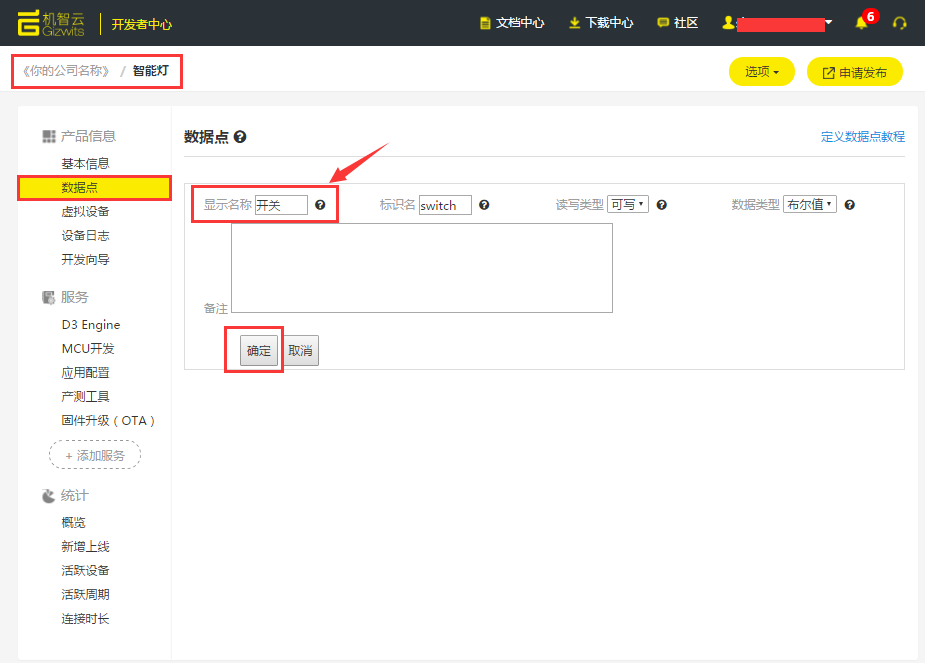 机智云 Gizwits 开发者中心 文档中心 下载中心 社区 6
《你的公司名称》 / 智能灯 选项 申请发布
产品信息
基本信息
数据点
虚拟设备
设备日志
开发向导
服务
D3 Engine
MCU开发
应用配置
产测工具
固件升级（OTA）
+ 添加服务
统计
概览
新增上线
活跃设备
活跃周期
连接时长
数据点 定义数据点教程
显示名称 开关 标识名 switch 读写类型 可写 数据类型 布尔值
备注
确定 取消